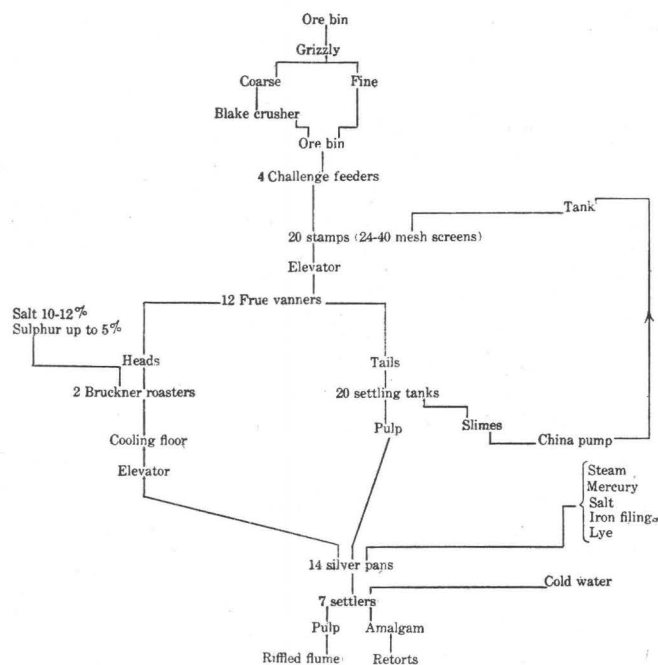 Ore bin
Grizzly
Coarse Fine
Blake crusher
Ore bin
4 Challenge feeders
Tank
20 stamps (24-40 mesh screens)
Elevator
12 Frue vanners
Salt 10-12%
Sulphur up to 5%
Heads Tails
2 Bruckner roasters 20 settling tanks
Pulp Slimes
Cooling floor China pump
Elevator
Steam
Mercury
Salt
Iron filings
Lye
14 silver pans
Cold water
7 settlers
Pulp Amalgam
Riffled flume Retorts